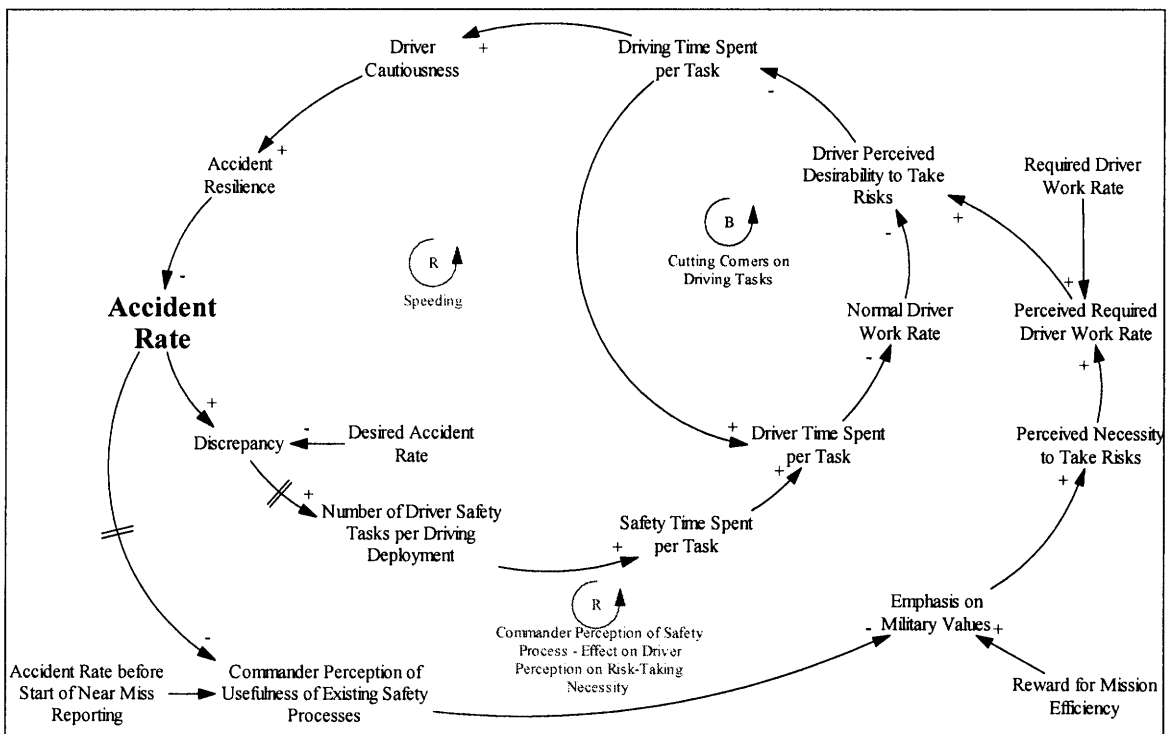 Driver
Cautiousness
+
Driving Time Spent
per Task
-
Accident
Resilience
+
Driver Perceived
Desirability to Take
Risks
+
-
Required Driver
Work Rate
B
Cutting Corners on
Driving Tasks
R
Speeding
-
Accident
Rate
Normal Driver
Work Rate
-
+
Perceived Required
Driver Work Rate
+
+
Discrepancy
-
Desired Accident
Rate
+
Driver Time Spent
per Task
+
Perceived Necessity
to Take Risks
+
+
Number of Driver Safety
Tasks per Driving
Deployment
Safety Time Spent
per Task
+
R
Commander Perception of Safety
Process - Effect on Driver
Perception on Risk-Taking
Necessity
Emphasis on
Military Values
-
+
-
Accident Rate before
Start of Near Miss
Reporting
Commander Perception of
Usefulness of Existing Safety
Processes
Reward for Mission
Efficiency